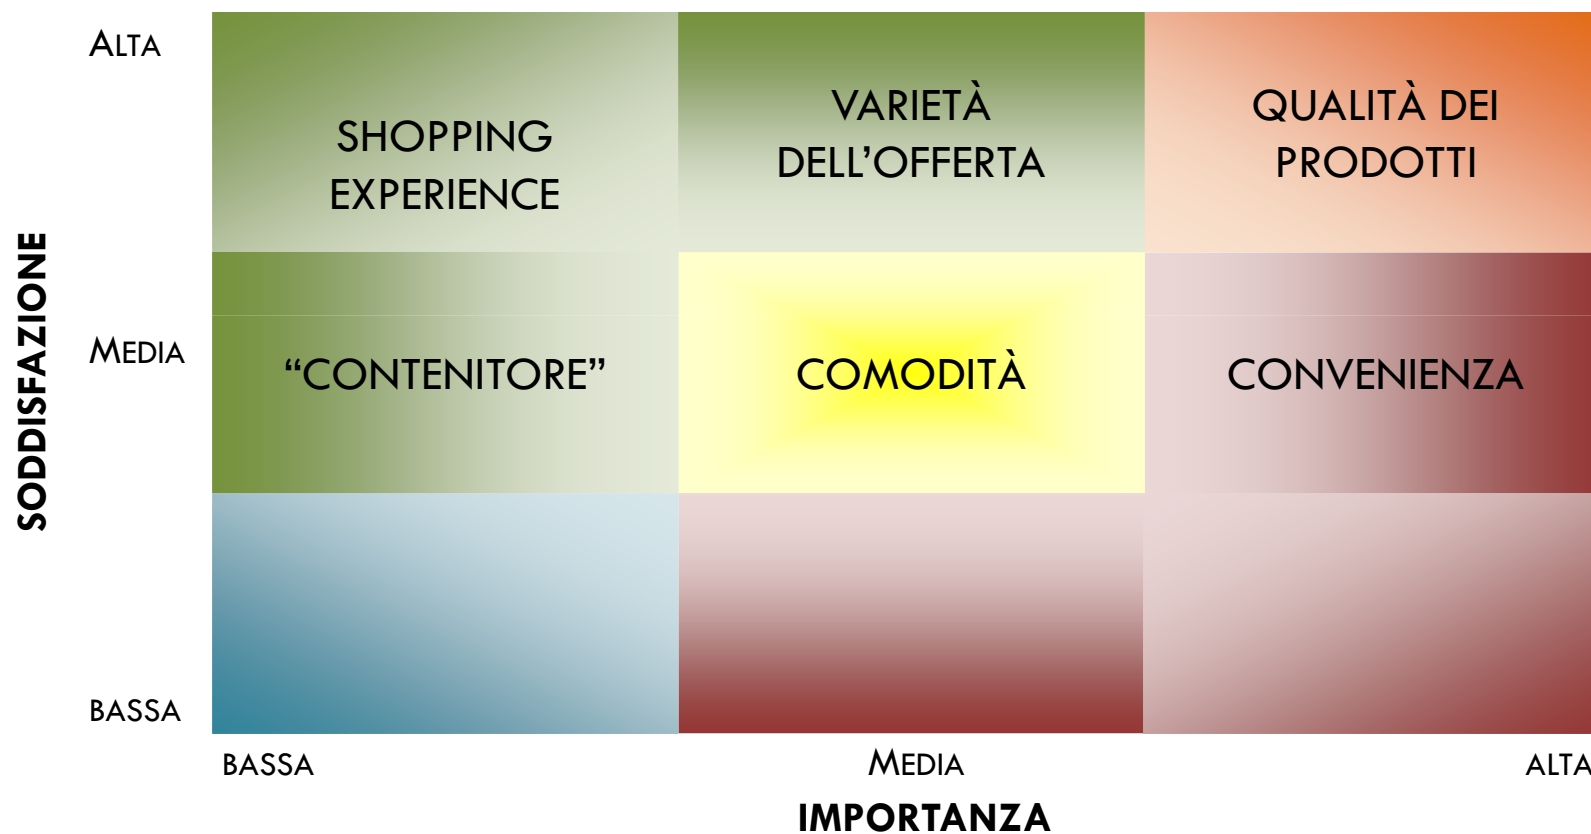 ALTA
SHOPPING
EXPERIENCE
VARIETÀ
DELL’OFFERTA
QUALITÀ DEI
PRODOTTI
SODDISFAZIONE
MEDIA
“CONTENITORE”
COMODITÀ
CONVENIENZA
BASSA
BASSA
MEDIA
ALTA
IMPORTANZA